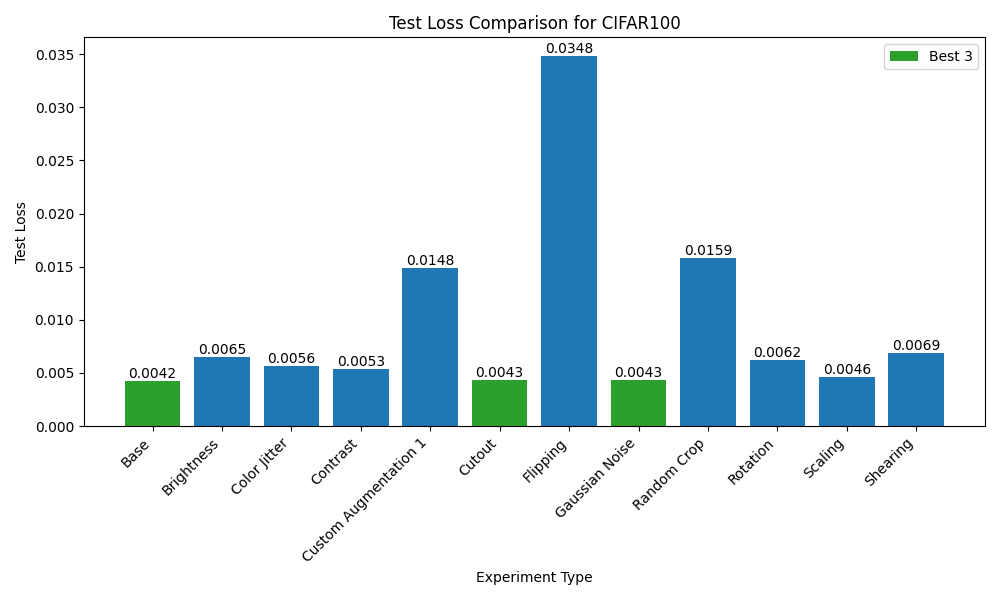 Test Loss Comparison for CIFAR100
Best 3
Test Loss
0.035
0.030
0.025
0.020
0.015
0.010
0.005
0.000
0.0042
0.0065
0.0056
0.0053
0.0148
0.0043
0.0348
0.0043
0.0159
0.0062
0.0046
0.0069
Base
Brightness
Color Jitter
Contrast
Custom Augmentation 1
Cutout
Flipping
Gaussian Noise
Random Crop
Rotation
Scaling
Shearing
Experiment Type